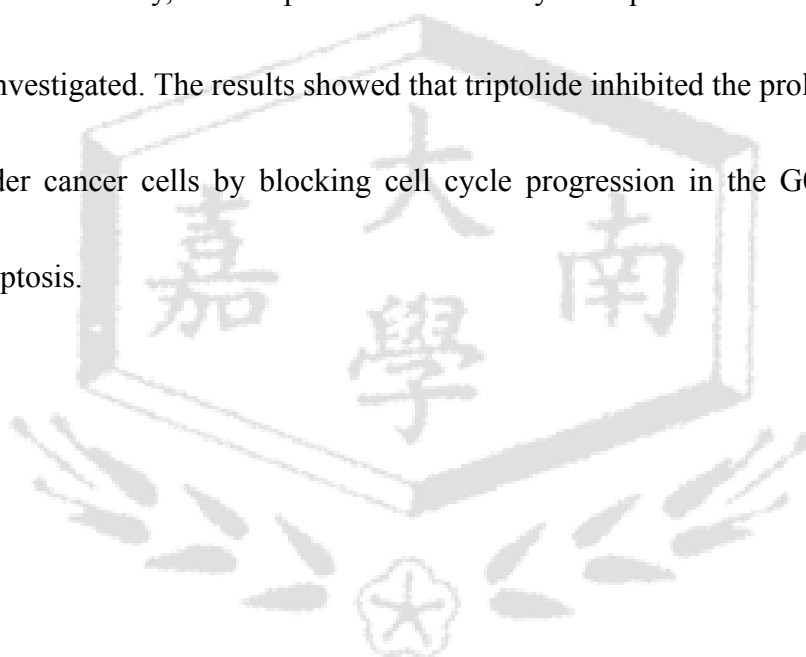 nvestigated. The results showed that triptolide inhibited the prol
der cancer cells by blocking cell cycle progression in the G
ptosis.
大
嘉 南
學